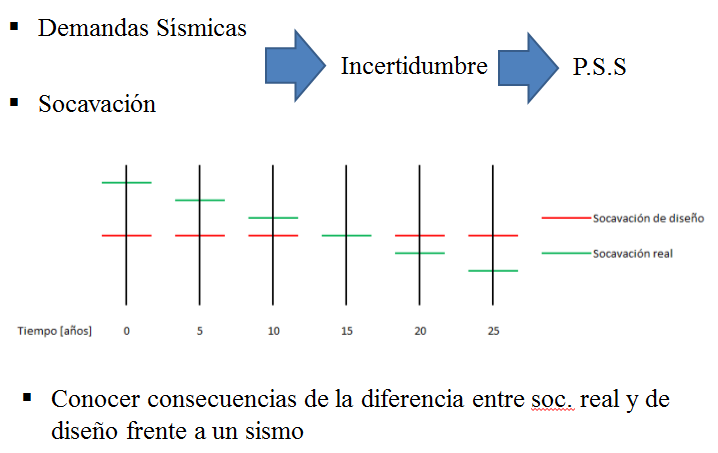 ▪ Demandas Sísmicas
Incertidumbre
P.S.S
▪ Socavación
Socavación de diseño
Socavación real
Tiempo [años] 0 5 10 15 20 25
▪ Conocer consecuencias de la diferencia entre soc. real y de
diseño frente a un sismo